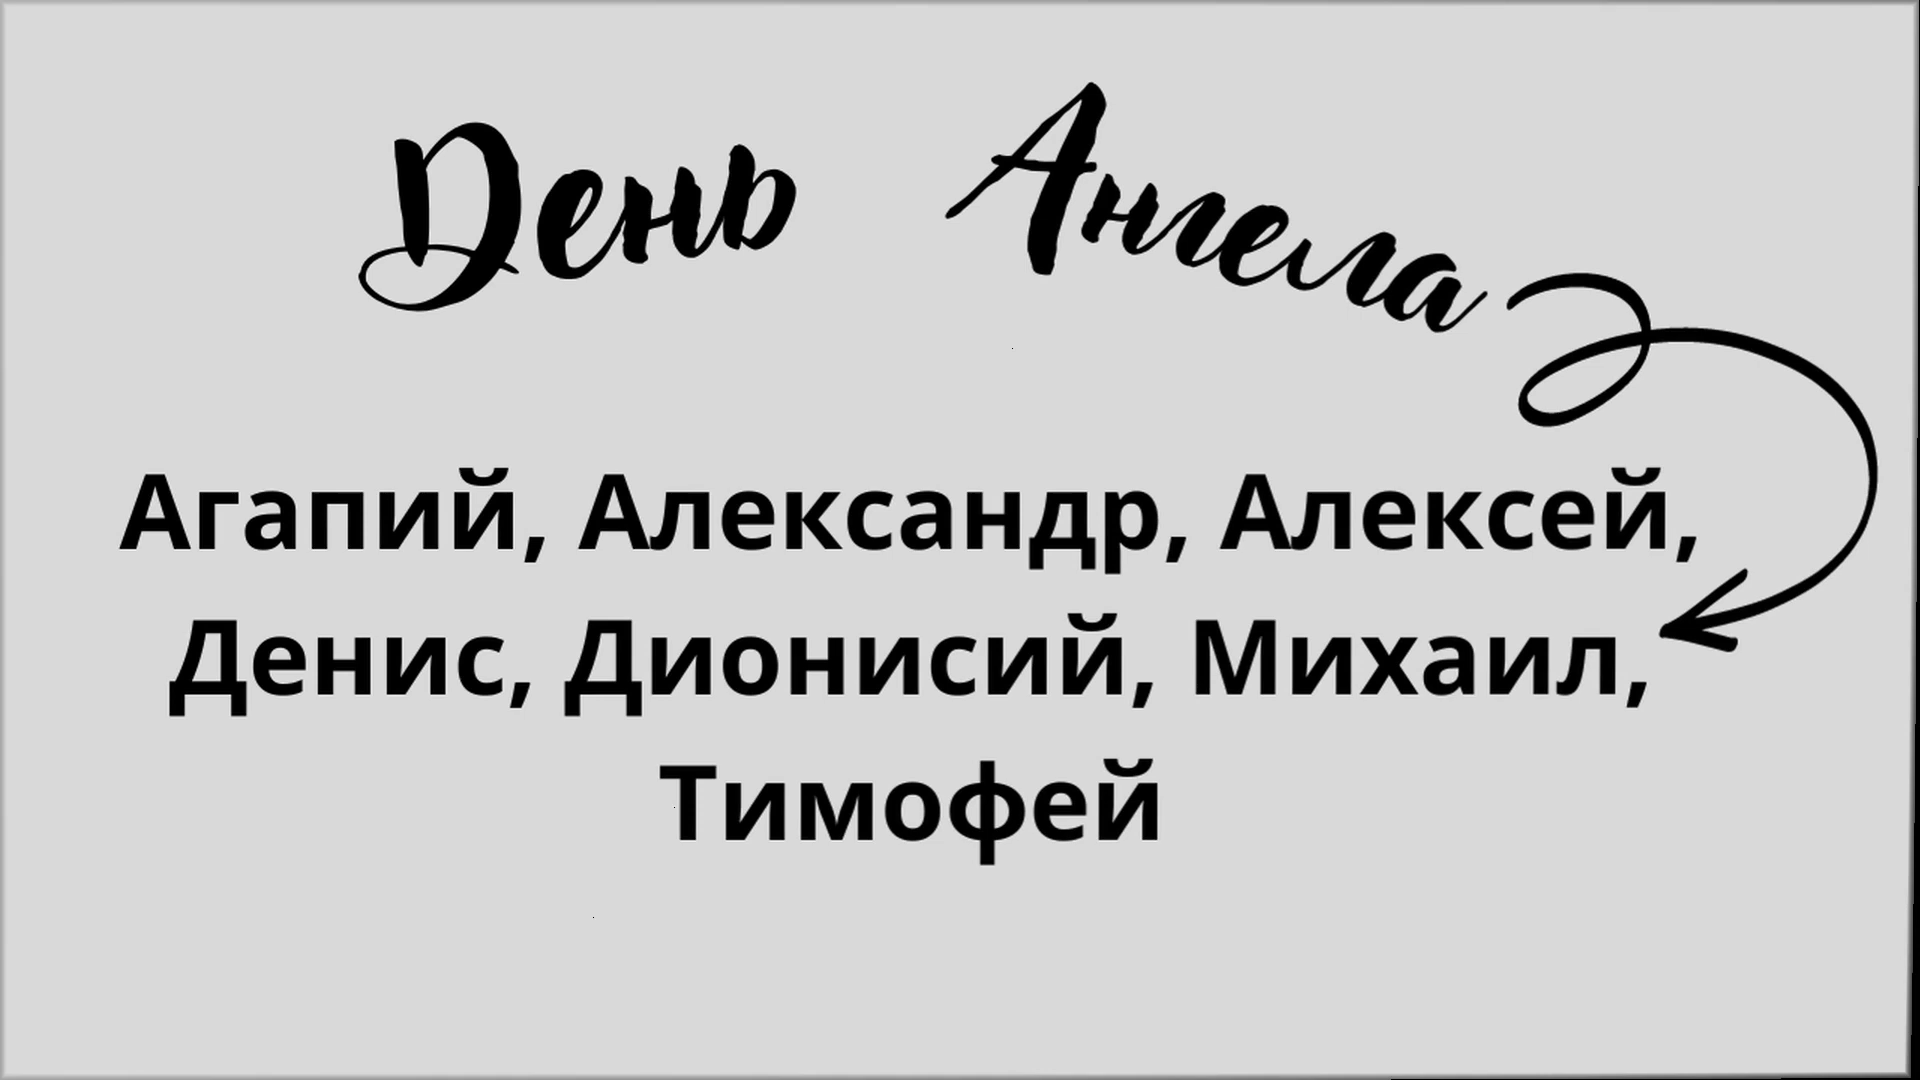 День Ангела
Агапий, Александр, Алексей,
Денис, Дионисий, Михаил,
Тимофей